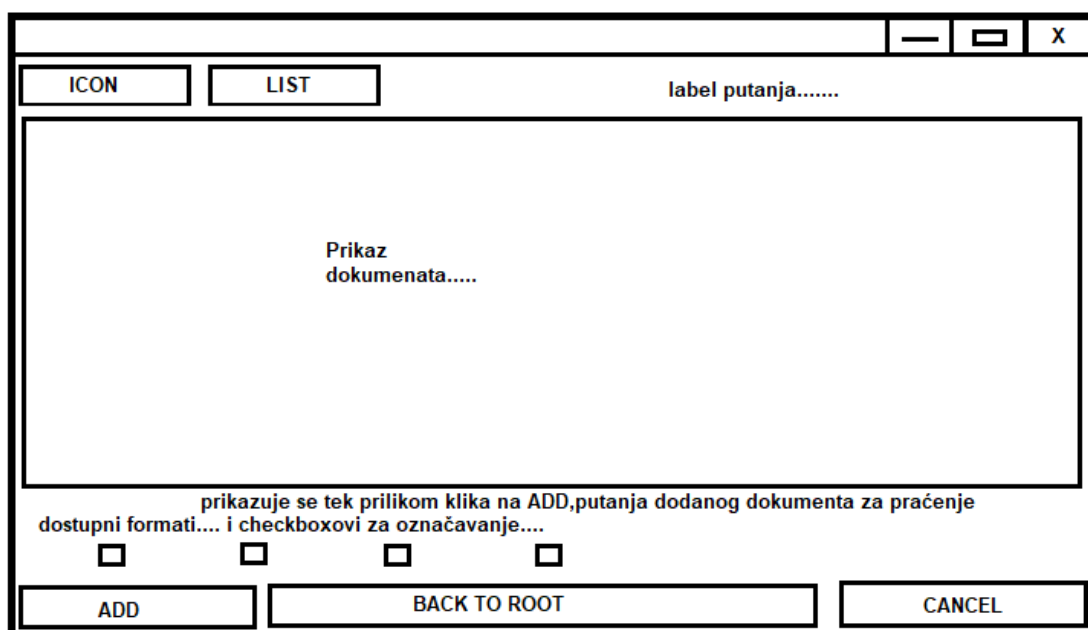 X
ICON
LIST
label putanja.......
Prikaz
dokumenata.....
prikazuje se tek prilikom klika na ADD,putanja dodanog dokumenta za praćenje
dostupni formati.... i checkboxovi za označavanje....
ADD
BACK TO ROOT
CANCEL